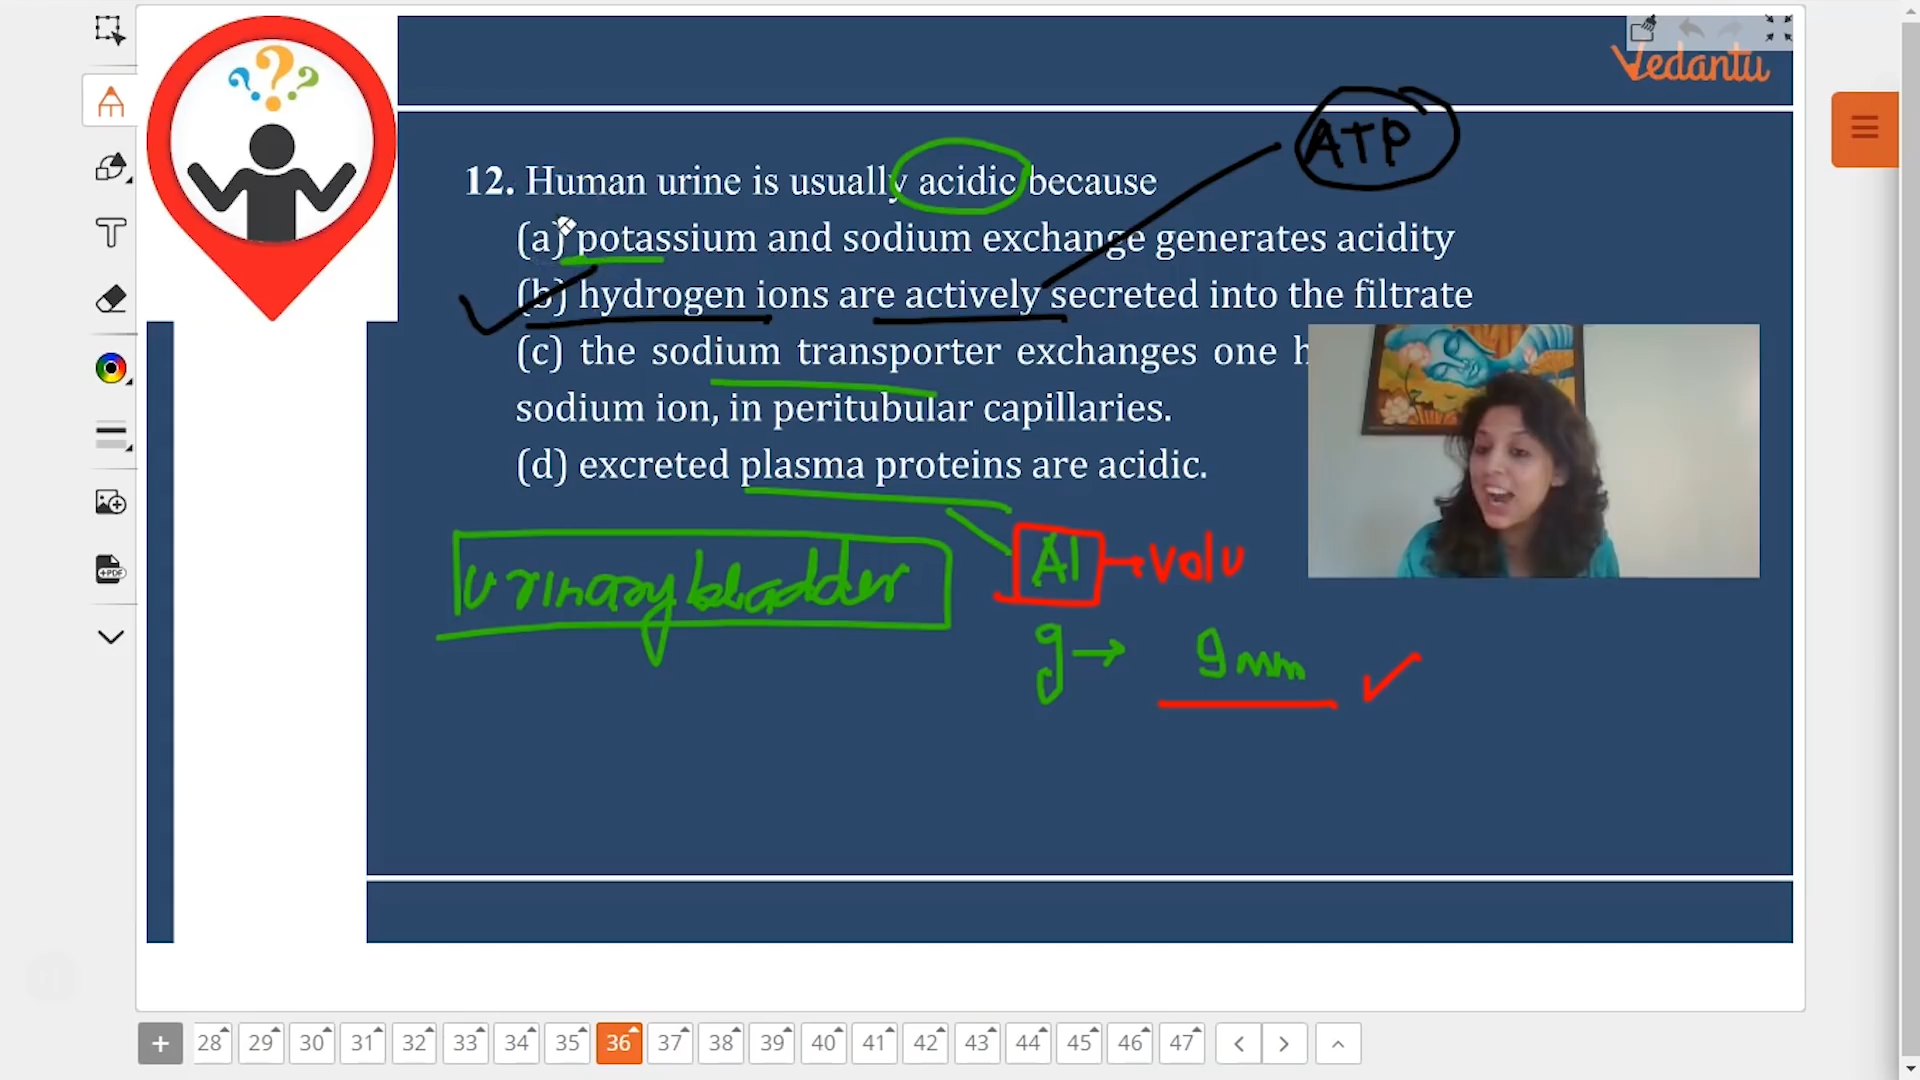 Vedantu
ATP
12. Human urine is usually acidic because
(a) potassium and sodium exchange generates acidity
(b) hydrogen ions are actively secreted into the filtrate
(c) the sodium transporter exchanges one h
sodium ion, in peritubular capillaries.
(d) excreted plasma proteins are acidic.
Urinary bladder
Al → Volu
g → gmm
+ 28 29 30 31 32 33 34 35 36 37 38 39 40 41 42 43 44 45 46 47
+PDF